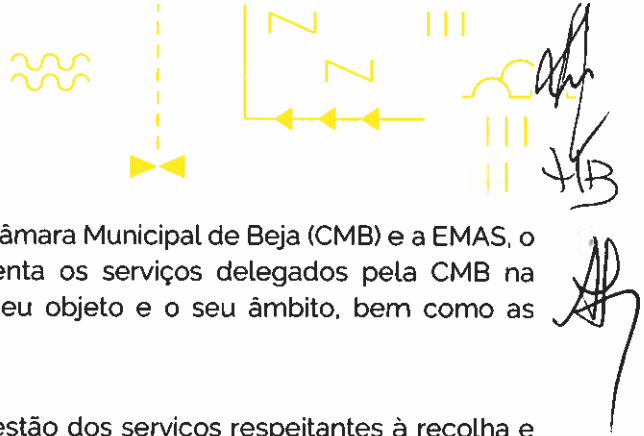 âmara Municipal de Beja (CMB) e a EMAS, o
enta os serviços delegados pela CMB na
eu objeto e o seu âmbito, bem como as
estão dos serviços respeitantes à recolha e